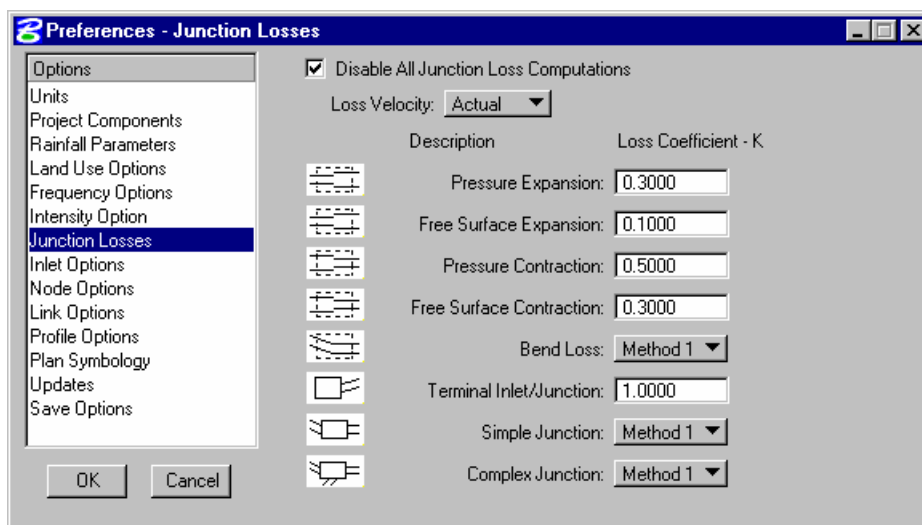 Preferences - Junction Losses
Options
Units
Project Components
Rainfall Parameters
Land Use Options
Frequency Options
Intensity Option
Junction Losses
Inlet Options
Node Options
Link Options
Profile Options
Plan Symbology
Updates
Save Options
OK Cancel
Disable All Junction Loss Computations
Loss Velocity: Actual
Description Loss Coefficient - K
Pressure Expansion: 0.3000
Free Surface Expansion: 0.1000
Pressure Contraction: 0.5000
Free Surface Contraction: 0.3000
Bend Loss: Method 1
Terminal Inlet/Junction: 1.0000
Simple Junction: Method 1
Complex Junction: Method 1